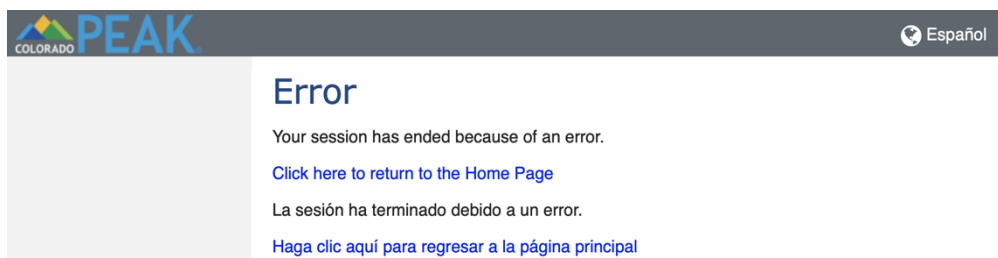 COLORADO PEAK
Español
Error
Your session has ended because of an error.
Click here to return to the Home Page
La sesión ha terminado debido a un error.
Haga clic aquí para regresar a la página principal